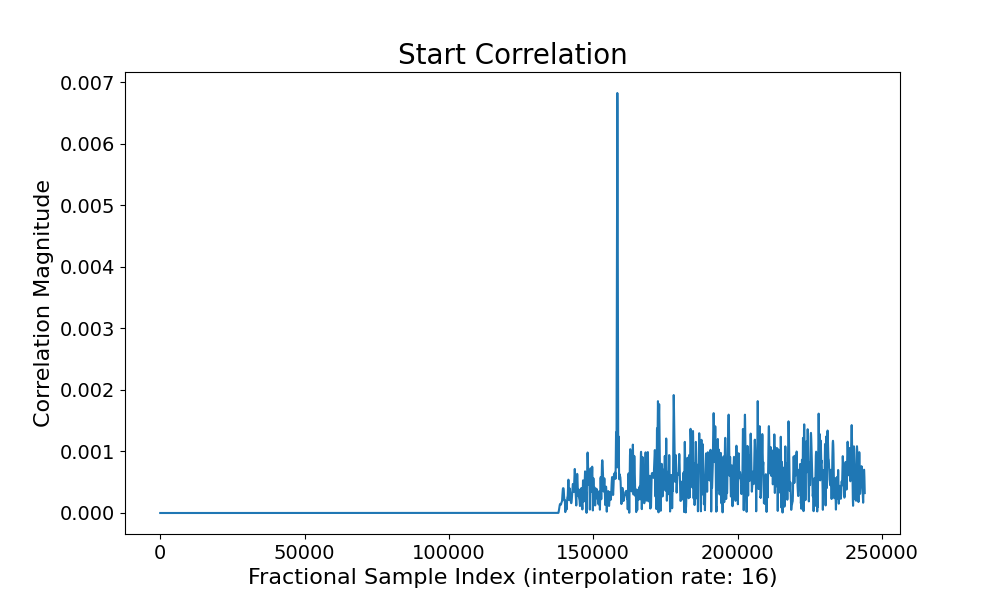 Start Correlation
0.007
0.006
0.005
0.004
0.003
0.002
0.001
0.000
Correlation Magnitude
0 50000 100000 150000 200000 250000
Fractional Sample Index (interpolation rate: 16)